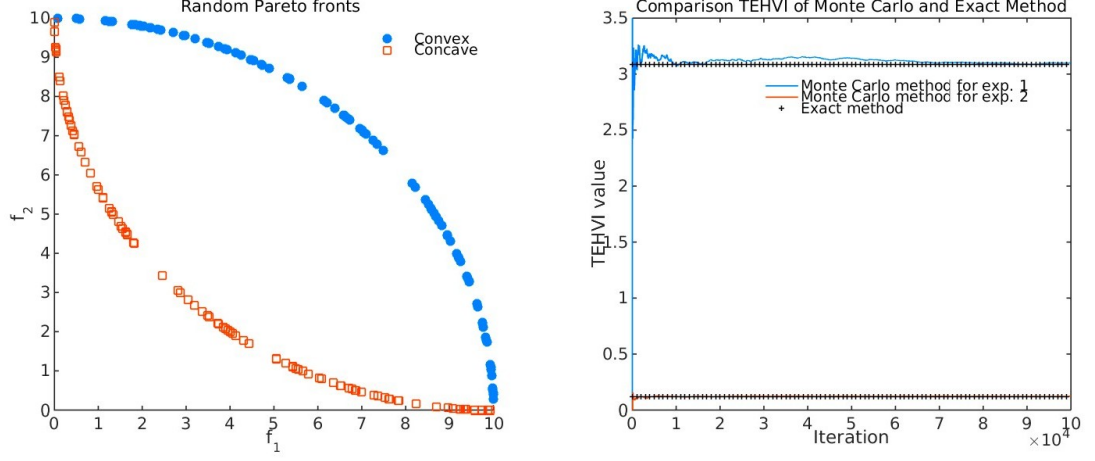 Random Pareto fronts
10
9
8
7
6
5
4
3
2
1
0
f2
Convex
Concave
0 1 2 3 4 5 6 7 8 9 10
f1
Comparison TEHVI of Monte Carlo and Exact Method
3.5
3
2.5
2
1.5
1
0.5
0
TEHVI value
Monte Carlo method for exp. 1
Monte Carlo method for exp. 2
Exact method
0 1 2 3 4 5 6 7 8 9 10
Iteration
×10^4